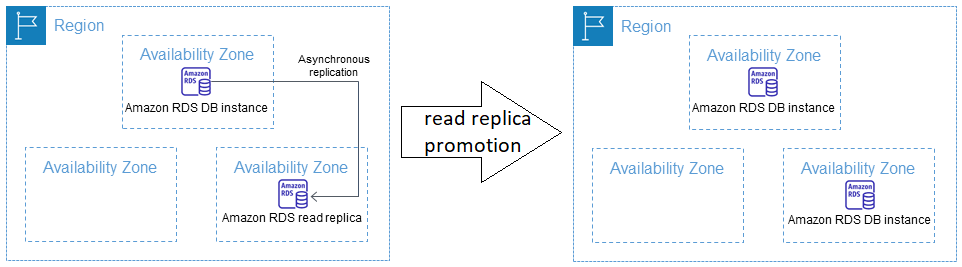 Region
Availability Zone
Amazon
RDS
Amazon RDS DB instance
Asynchronous
replication
Availability Zone
Availability Zone
Amazon
RDS
Amazon RDS read replica
read replica
promotion
Region
Availability Zone
Amazon
RDS
Amazon RDS DB instance
Availability Zone
Availability Zone
Amazon
RDS
Amazon RDS DB instance